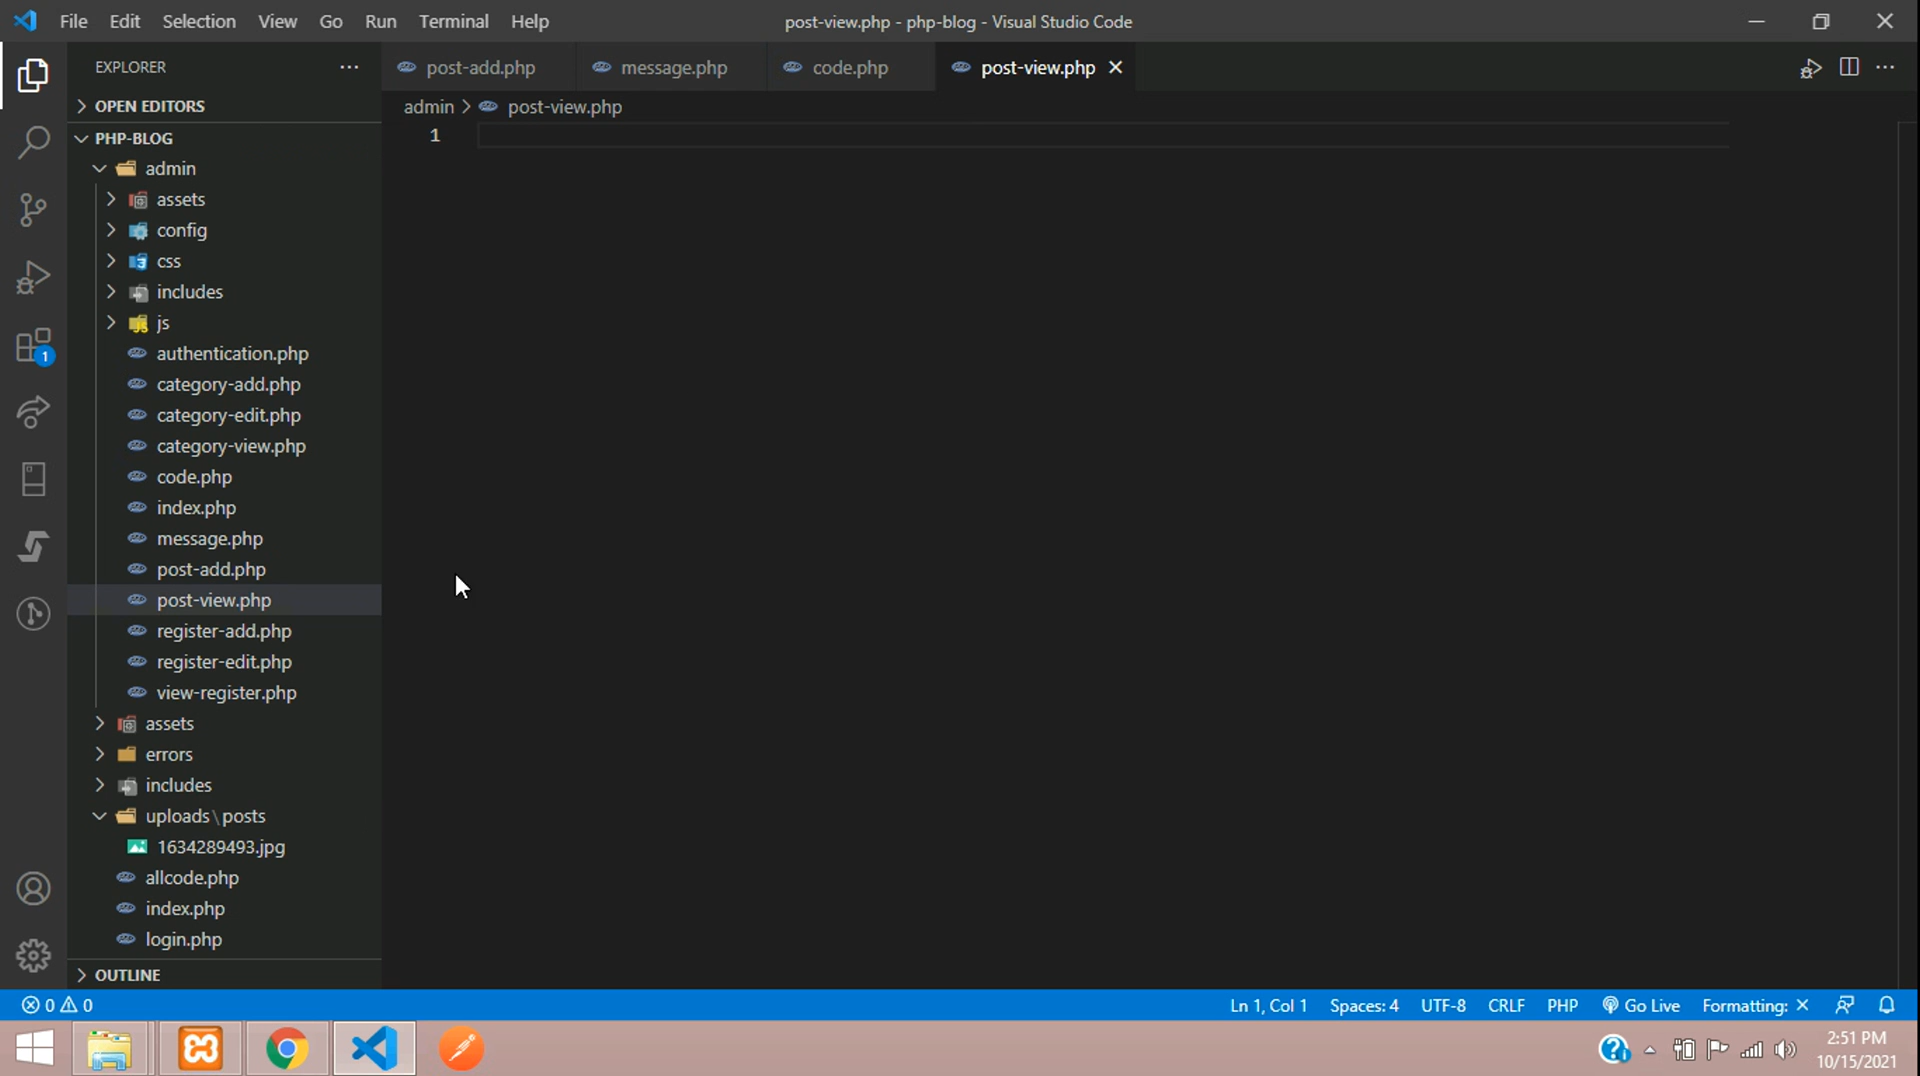 File Edit Selection View Go Run Terminal Help
post-view.php - php-blog - Visual Studio Code
EXPLORER
post-add.php
message.php
code.php
post-view.php
OPEN EDITORS
admin > post-view.php
PHP-BLOG
1
admin
assets
config
css
includes
js
authentication.php
category-add.php
category-edit.php
category-view.php
code.php
index.php
message.php
post-add.php
post-view.php
register-add.php
register-edit.php
view-register.php
assets
errors
includes
uploads\posts
1634289493.jpg
allcode.php
index.php
login.php
OUTLINE
1
0 0
Ln 1, Col 1 Spaces: 4 UTF-8 CRLF PHP Go Live Formatting: ×
2:51 PM
10/15/2021